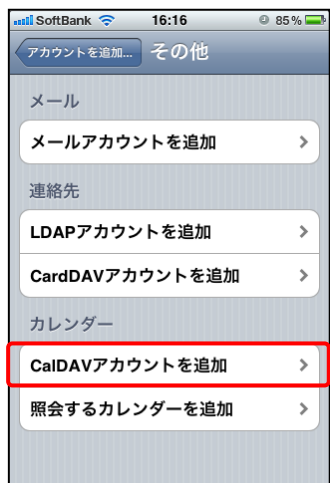 SoftBank 16:16 85%
アカウントを追加... その他
メール
メールアカウントを追加
連絡先
LDAPアカウントを追加
CardDAVアカウントを追加
カレンダー
CalDAVアカウントを追加
照会するカレンダーを追加